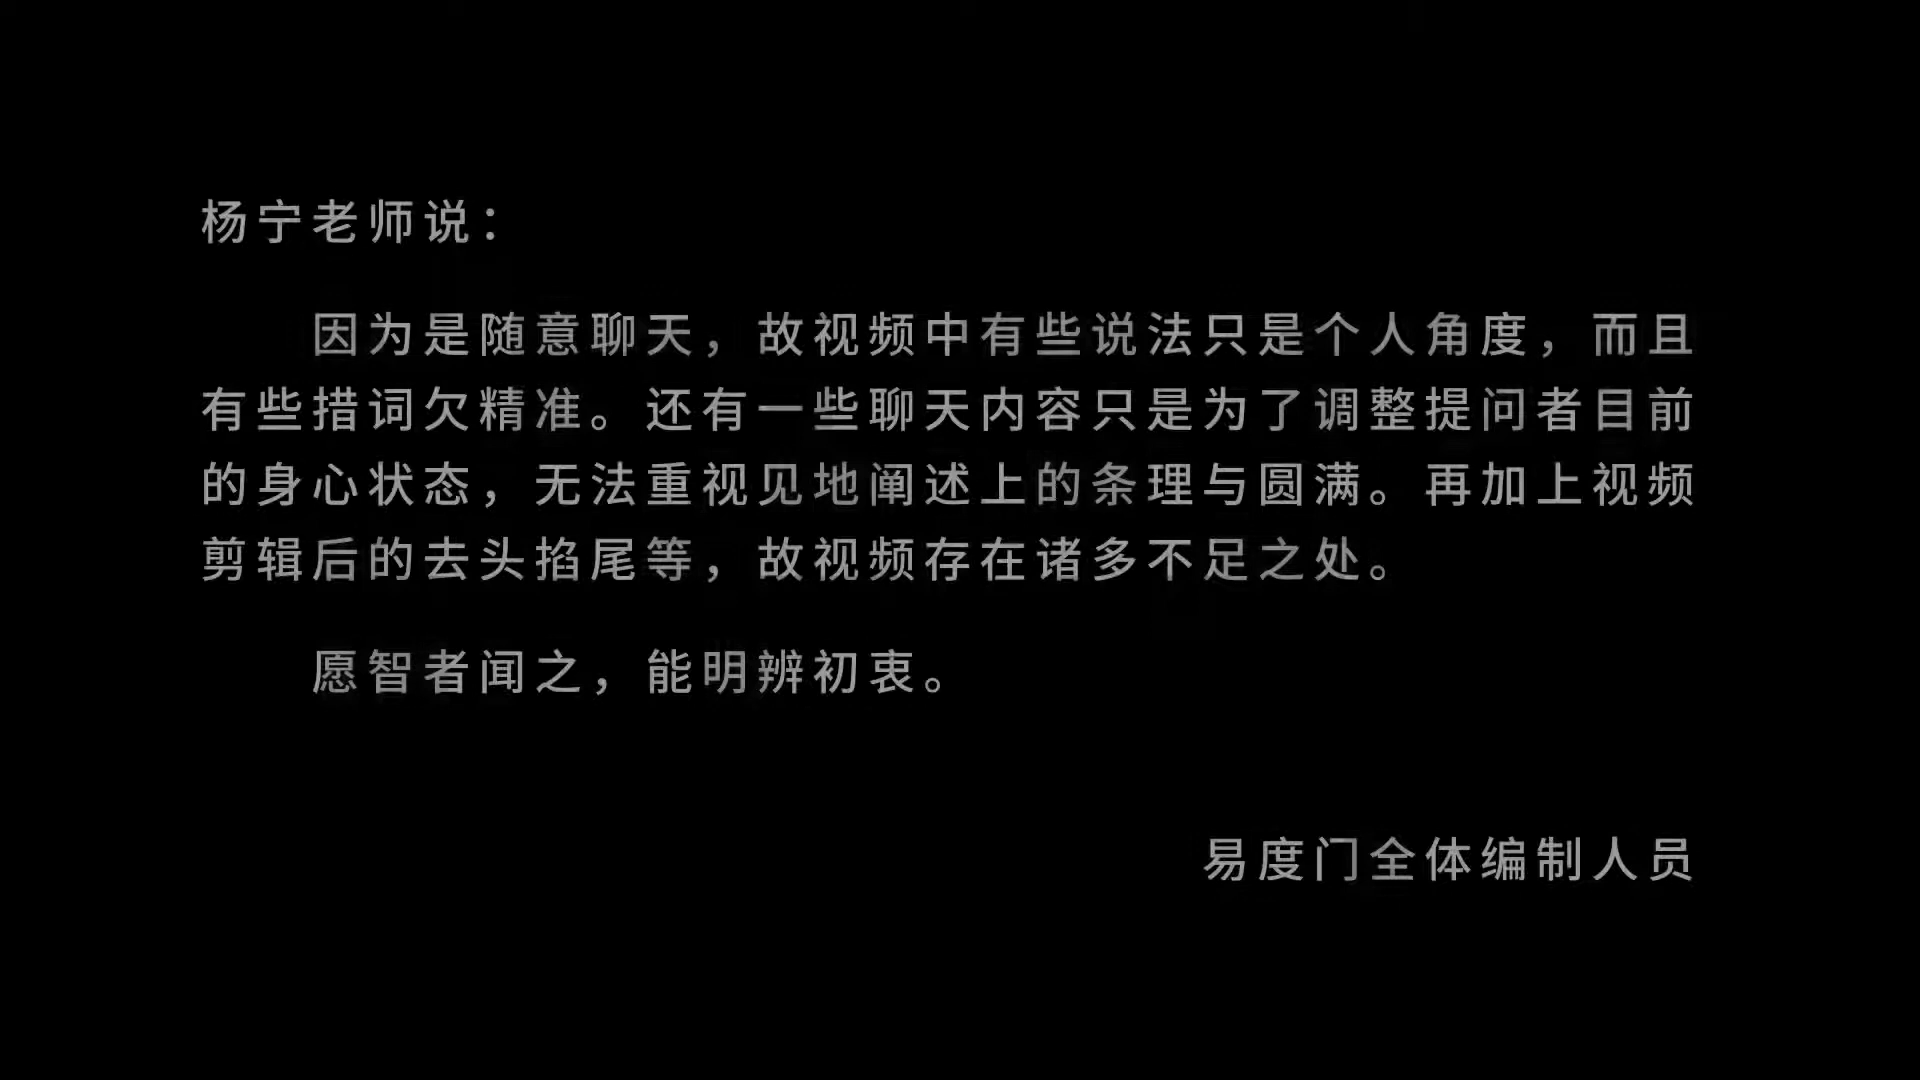 杨宁老师说：
因为是随意聊天，故视频中有些说法只是个人角度，而且
有些措词欠精准。还有一些聊天内容只是为了调整提问者目前
的身心状态，无法重视见地阐述上的条理与圆满。再加上视频
剪辑后的去头掐尾等，故视频存在诸多不足之处。
愿智者闻之，能明辨初衷。
易度门全体编制人员